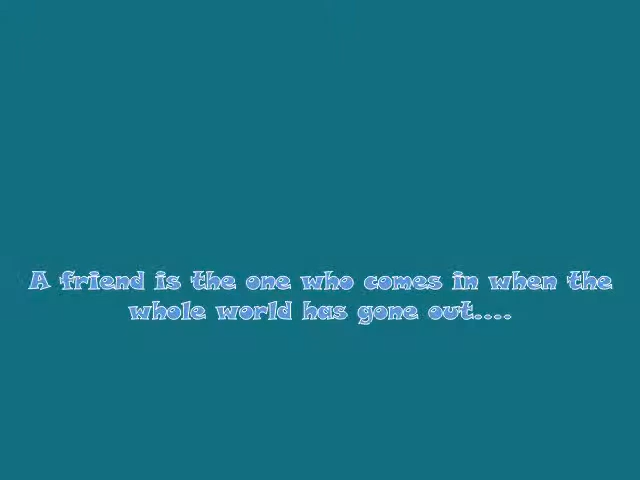 A friend is the one who comes in when the
whole world has gone out....